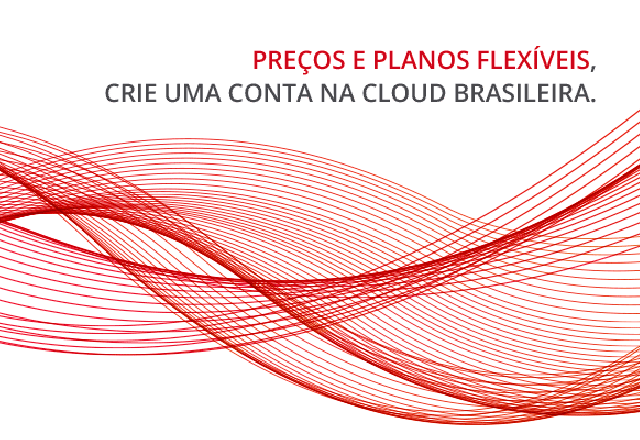 PREÇOS E PLANOS FLEXÍVEIS,
CRIE UMA CONTA NA CLOUD BRASILEIRA.